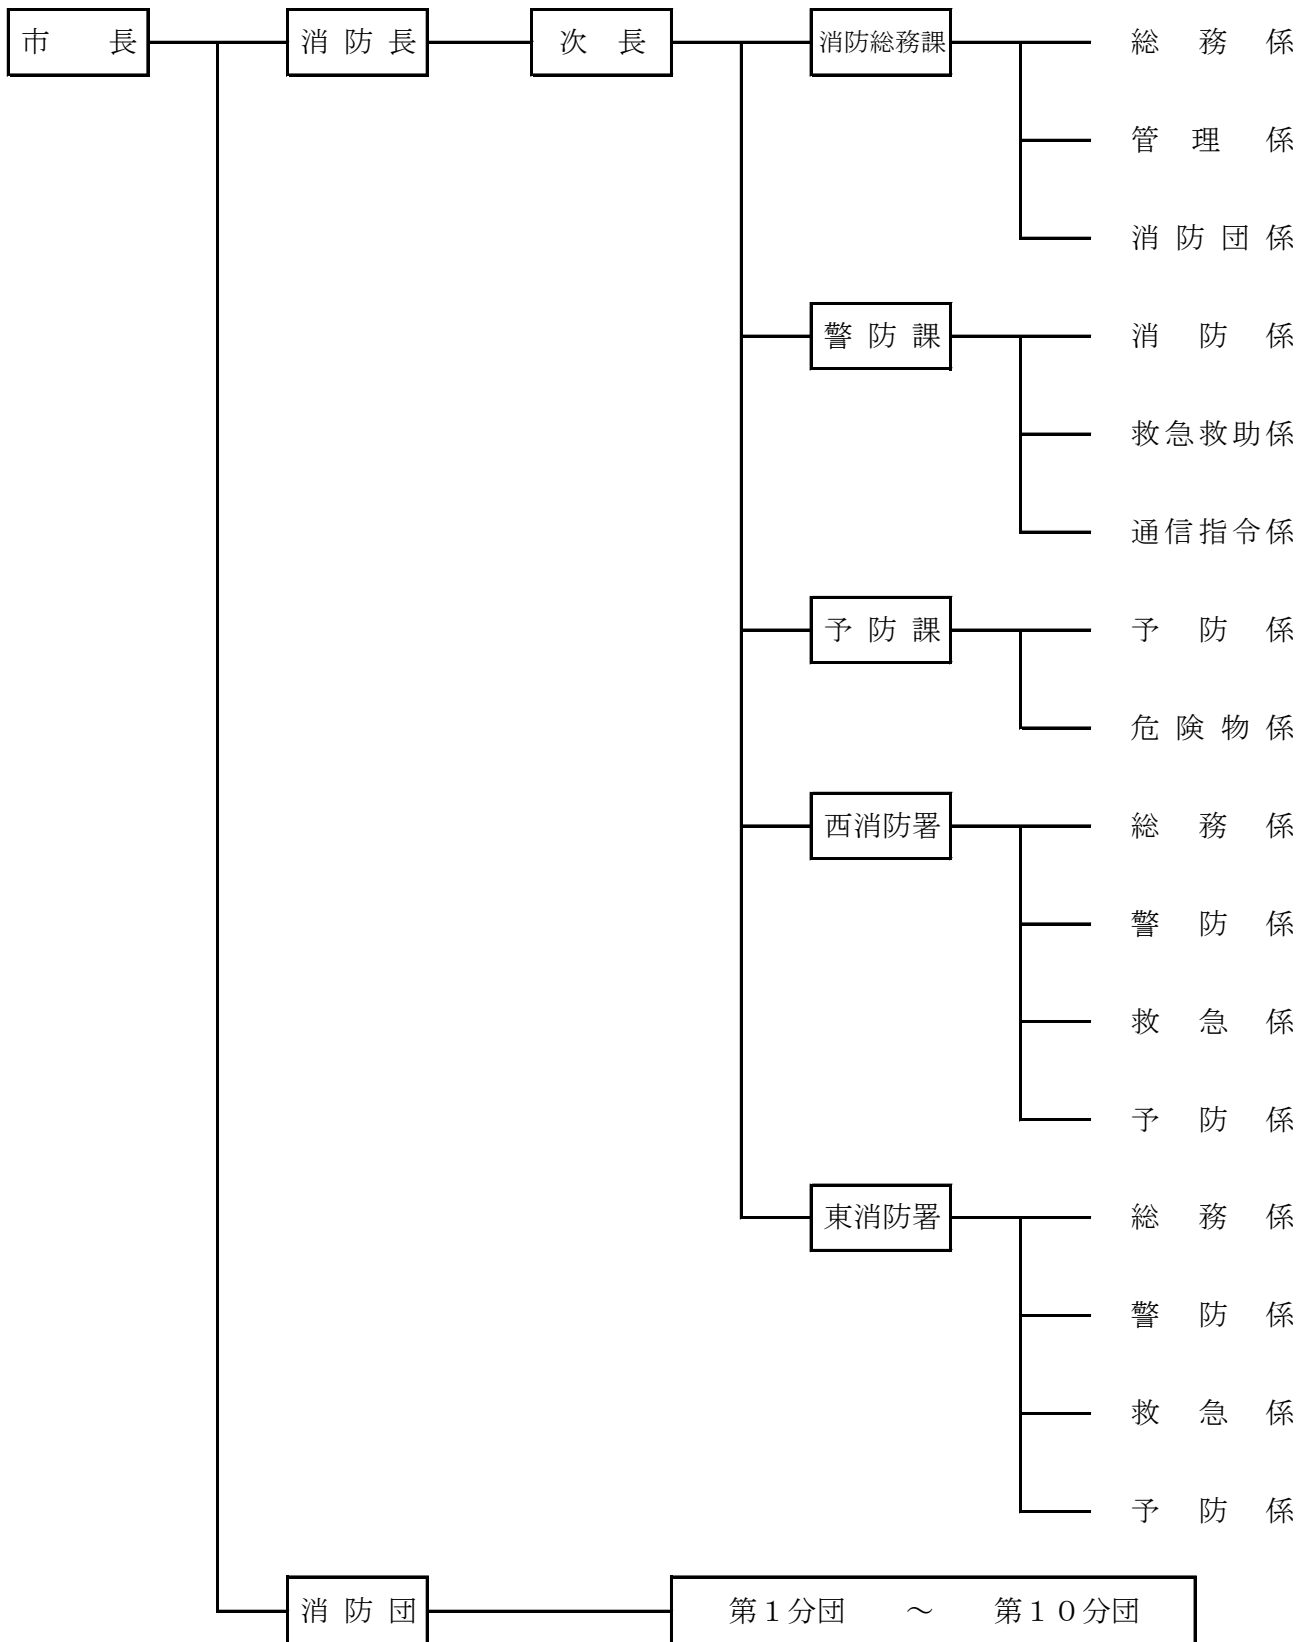 市長 消防長 次長 消防総務課 総務係
管理係
消防団係
警防課 消防係
救急救助係
通信指令係
予防課 予防係
危険物係
西消防署 総務係
警防係
救急係
予防係
東消防署 総務係
警防係
救急係
予防係
消防団 第１分団 ～ 第１０分団